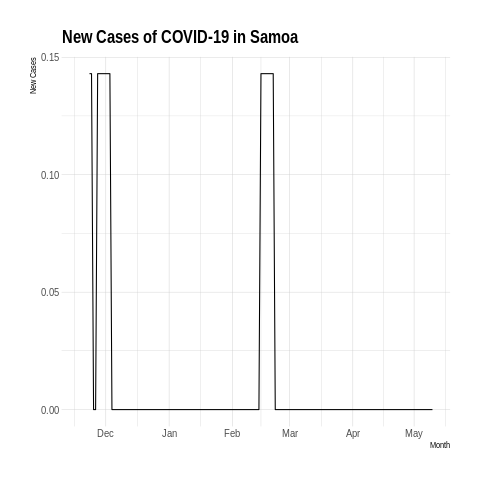 New Cases of COVID-19 in Samoa
0.15
New Cases
0.10
0.05
0.00
Dec Jan Feb Mar Apr May
Month